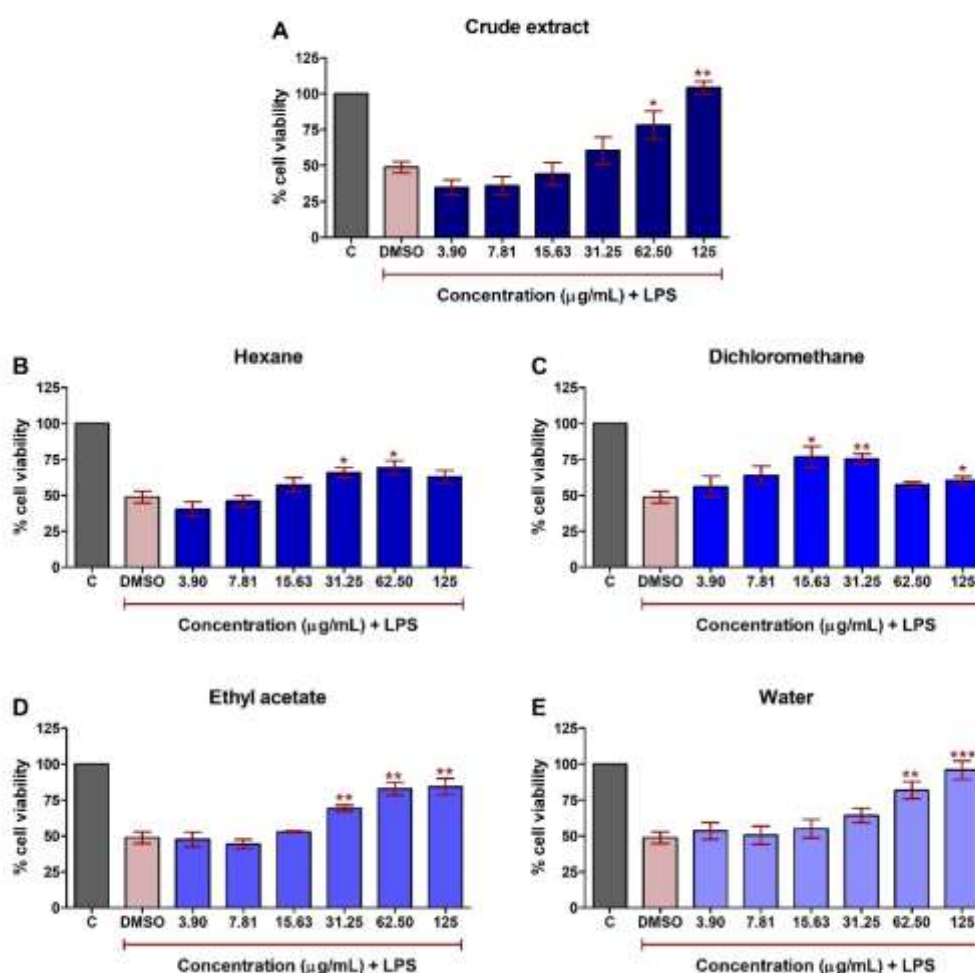 A
Crude extract
% cell viability
125
100
75
50
25
0
* **
C DMSO 3.90 7.81 15.63 31.25 62.50 125
Concentration (μg/mL) + LPS
B
Hexane
% cell viability
125
100
75
50
25
0
* *
C DMSO 3.90 7.81 15.63 31.25 62.50 125
Concentration (μg/mL) + LPS
C
Dichloromethane
% cell viability
125
100
75
50
25
0
* ** *
C DMSO 3.90 7.81 15.63 31.25 62.50 125
Concentration (μg/mL) + LPS
D
Ethyl acetate
% cell viability
125
100
75
50
25
0
** ** **
C DMSO 3.90 7.81 15.63 31.25 62.50 125
Concentration (μg/mL) + LPS
E
Water
% cell viability
125
100
75
50
25
0
** ***
C DMSO 3.90 7.81 15.63 31.25 62.50 125
Concentration (μg/mL) + LPS